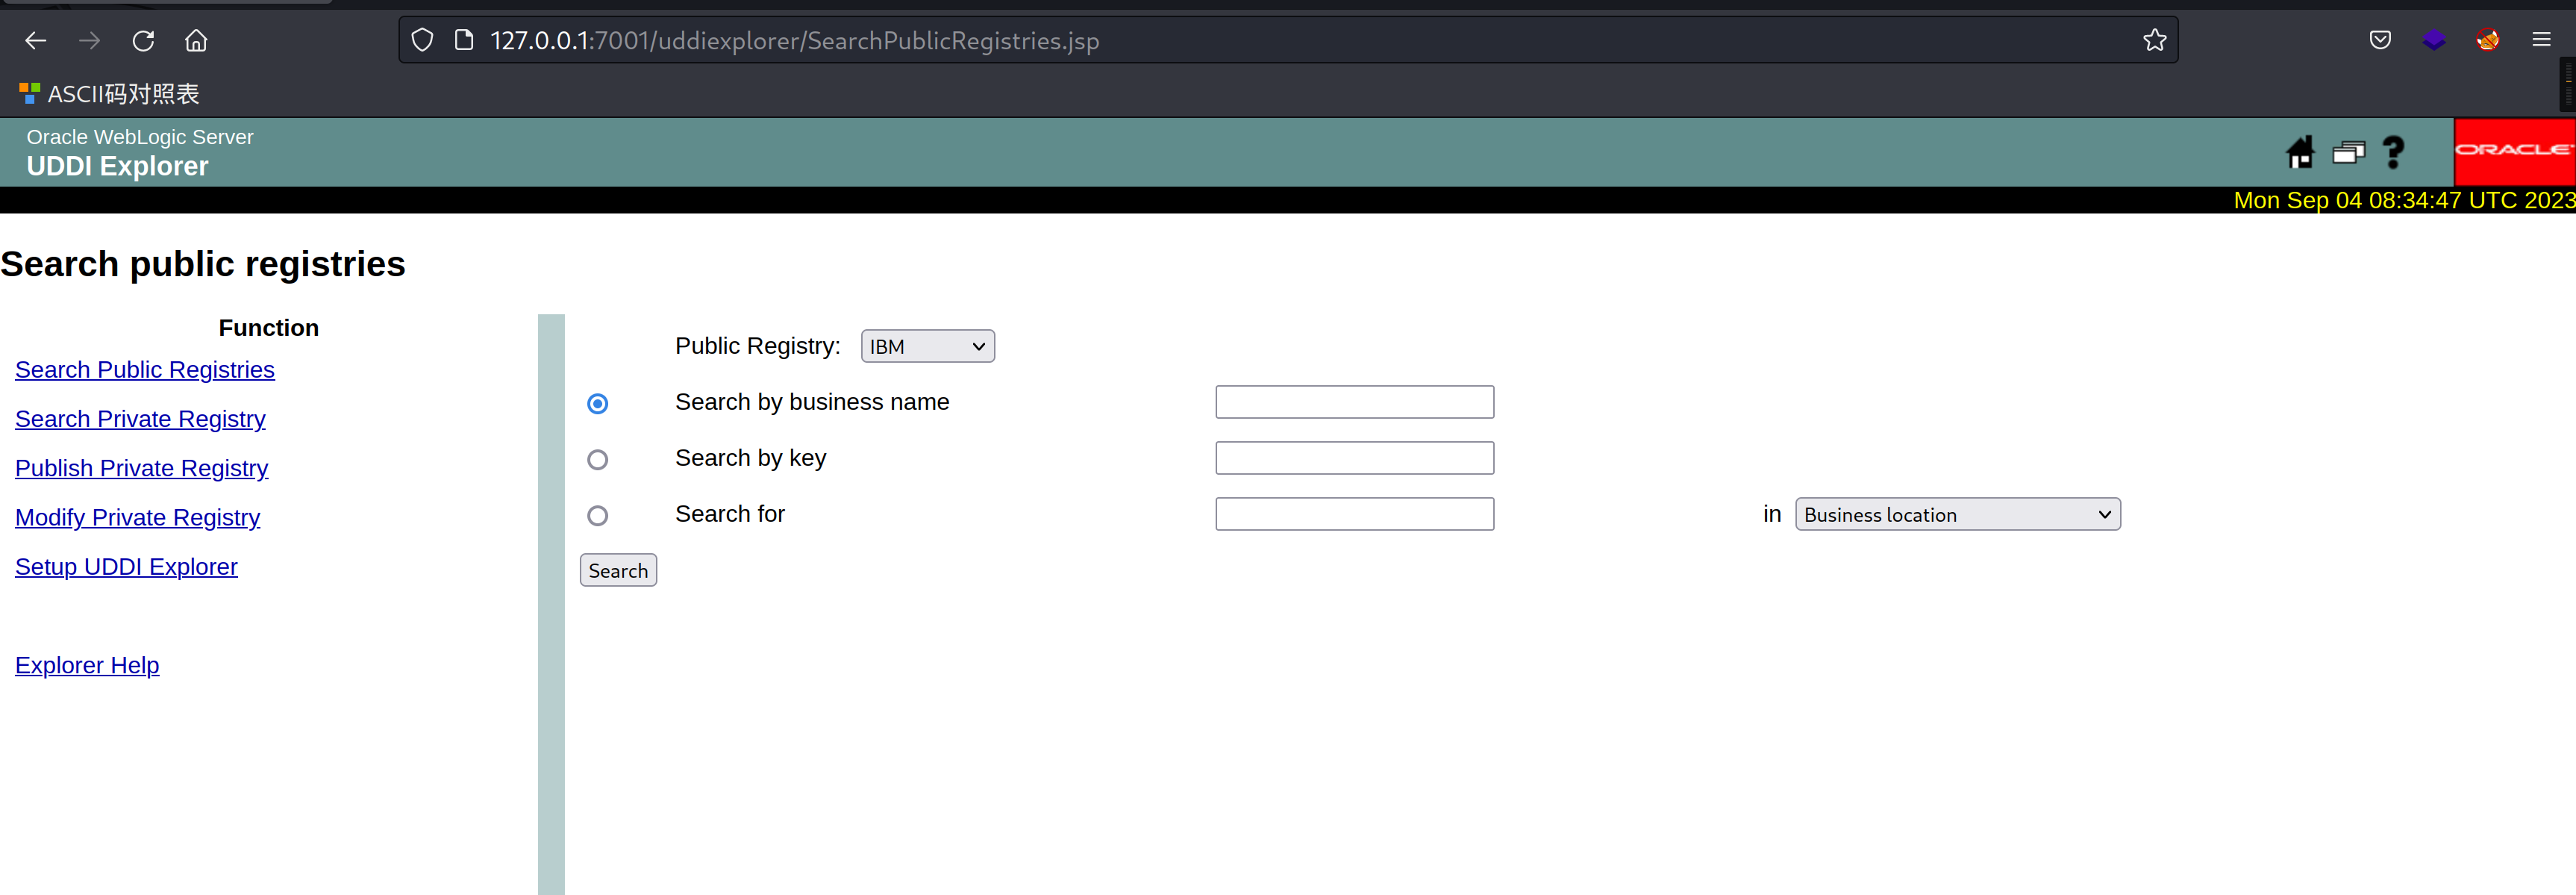 127.0.0.1:7001/uddiexplorer/SearchPublicRegistries.jsp
ASCII码对照表
Oracle WebLogic Server
UDDI Explorer
ORACLE
Mon Sep 04 08:34:47 UTC 2023
Search public registries
Function
Search Public Registries
Search Private Registry
Publish Private Registry
Modify Private Registry
Setup UDDI Explorer
Explorer Help
Public Registry: IBM
Search by business name
Search by key
Search for in Business location
Search